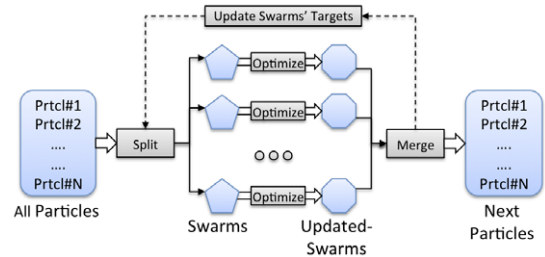 Update Swarms' Targets
Prtcl#1
Prtcl#2
....
....
Prtcl#N
All Particles
Split
Optimize
Optimize
Optimize
Swarms
Updated-
Swarms
Merge
Prtcl#1
Prtcl#2
....
....
Prtcl#N
Next
Particles